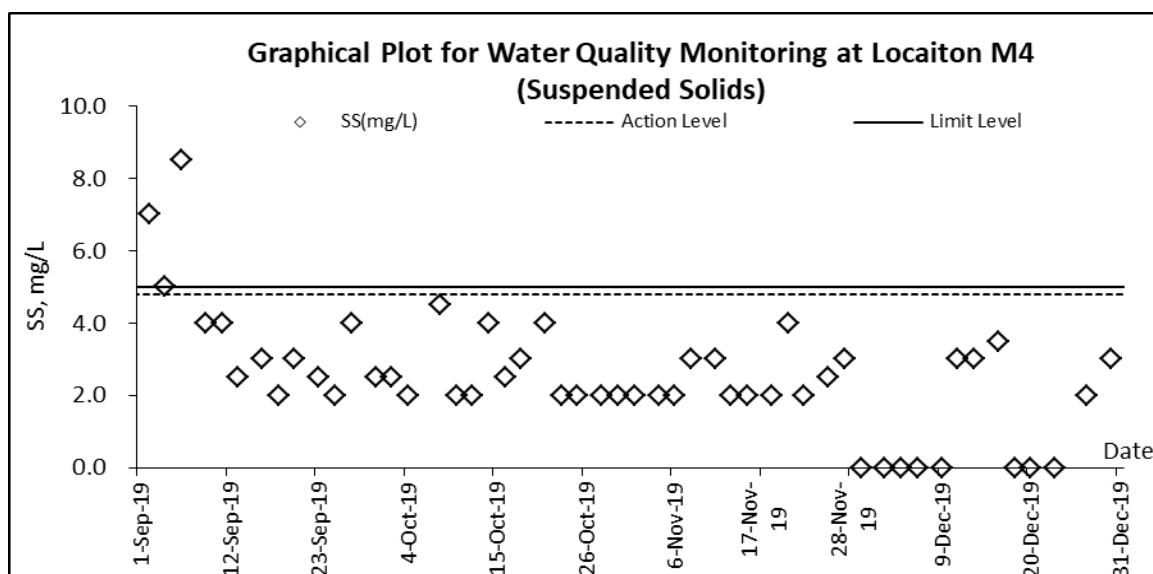 Graphical Plot for Water Quality Monitoring at Locaiton M4
(Suspended Solids)
SS(mg/L)
Action Level
Limit Level
SS, mg/L
10.0
8.0
6.0
4.0
2.0
0.0
Date
1-Sep-19
12-Sep-19
23-Sep-19
4-Oct-19
15-Oct-19
26-Oct-19
6-Nov-19
17-Nov-
19
28-Nov-
19
9-Dec-19
20-Dec-19
31-Dec-19